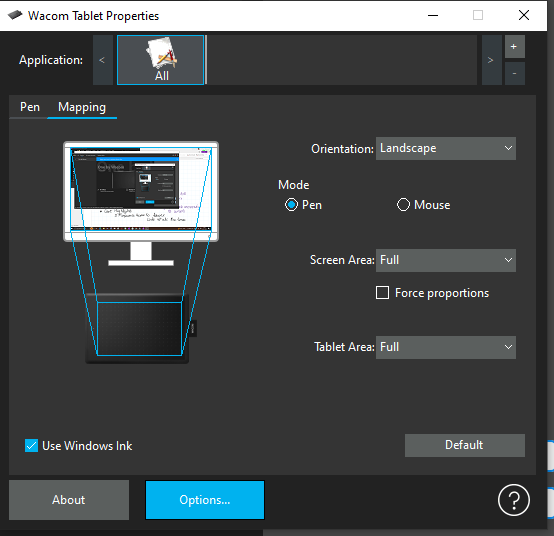 Wacom Tablet Properties
Application:
<
All
>
+
-
Pen Mapping
Orientation: Landscape
Mode
Pen Mouse
Screen Area: Full
Force proportions
Tablet Area: Full
Use Windows Ink
Default
About
Options...
?